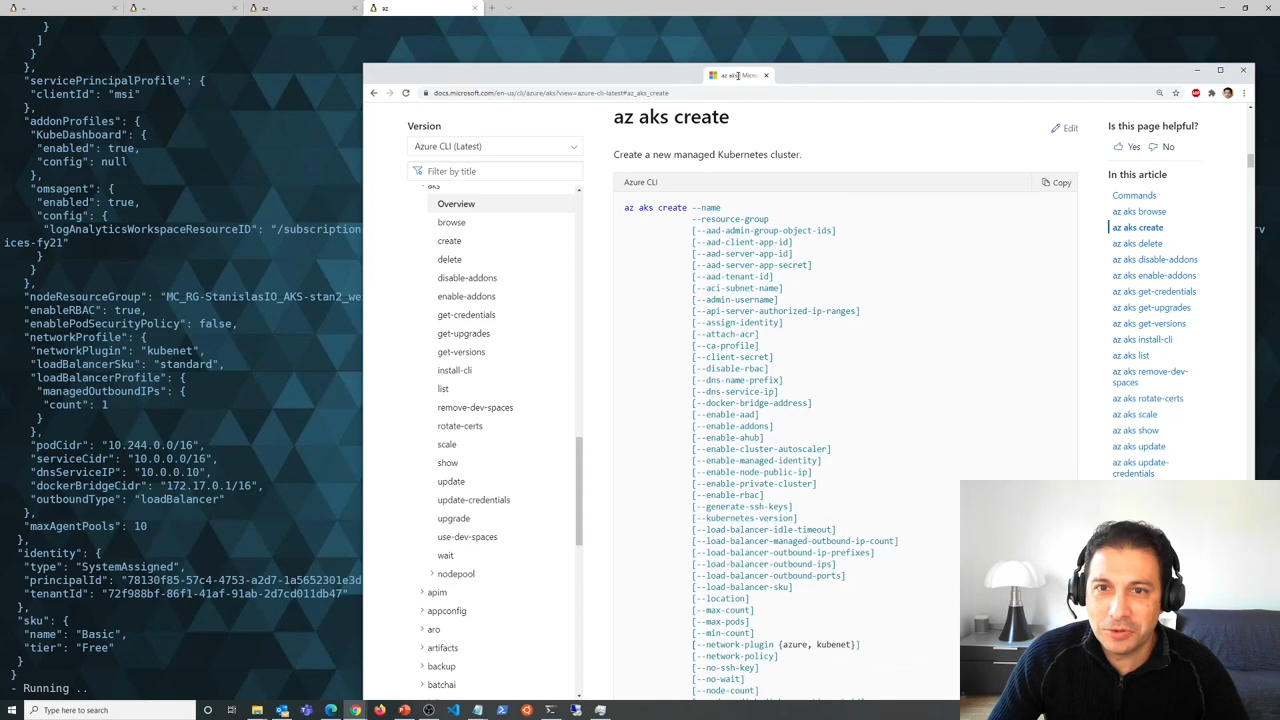 az
~
~
az
az
}
]
}
},
"servicePrincipalProfile": {
"clientId": "msi"
},
"addonProfiles": {
"KubeDashboard": {
"enabled": true,
"config": null
},
"omsagent": {
"enabled": true,
"config": {
"logAnalyticsWorkspaceResourceID": "/subscription
ices-fy21"
}
}
},
"nodeResourceGroup": "MC_RG-StanislasIO_AKS-stan2_we
"enableRBAC": true,
"enablePodSecurityPolicy": false,
"networkProfile": {
"networkPlugin": "kubenet",
"loadBalancerSku": "standard",
"loadBalancerProfile": {
"managedOutboundIPs": {
"count": 1
}
},
"podCidr": "10.244.0.0/16",
"serviceCidr": "10.0.0.0/16",
"dnsServiceIP": "10.0.0.10",
"dockerBridgeCidr": "172.17.0.1/16",
"outboundType": "loadBalancer"
},
"maxAgentPools": 10
},
"identity": {
"type": "SystemAssigned",
"principalId": "78130f85-57c4-4753-a2d7-1a5652301e3d
"tenantId": "72f988bf-86f1-41af-91ab-2d7cd011db47"
},
"sku": {
"name": "Basic",
"tier": "Free"
}
}
- Running ..
rv
az aks
docs.microsoft.com/en-us/cli/azure/aks?view=azure-cli-latest#az_aks_create
Version
Azure CLI (Latest)
Filter by title
aks
Overview
browse
create
delete
disable-addons
enable-addons
get-credentials
get-upgrades
get-versions
install-cli
list
remove-dev-spaces
rotate-certs
scale
show
update
update-credentials
upgrade
use-dev-spaces
wait
nodepool
apim
appconfig
aro
artifacts
backup
batchai
az aks create
Edit
Create a new managed Kubernetes cluster.
Azure CLI
Copy
az aks create --name
--resource-group
[--aad-admin-group-object-ids]
[--aad-client-app-id]
[--aad-server-app-id]
[--aad-server-app-secret]
[--aad-tenant-id]
[--aci-subnet-name]
[--admin-username]
[--api-server-authorized-ip-ranges]
[--assign-identity]
[--attach-acr]
[--ca-profile]
[--client-secret]
[--disable-rbac]
[--dns-name-prefix]
[--dns-service-ip]
[--docker-bridge-address]
[--enable-aad]
[--enable-addons]
[--enable-ahub]
[--enable-cluster-autoscaler]
[--enable-managed-identity]
[--enable-node-public-ip]
[--enable-private-cluster]
[--enable-rbac]
[--generate-ssh-keys]
[--kubernetes-version]
[--load-balancer-idle-timeout]
[--load-balancer-managed-outbound-ip-count]
[--load-balancer-outbound-ip-prefixes]
[--load-balancer-outbound-ips]
[--load-balancer-outbound-ports]
[--load-balancer-sku]
[--location]
[--max-count]
[--max-pods]
[--min-count]
[--network-plugin {azure, kubenet}]
[--network-policy]
[--no-ssh-key]
[--no-wait]
[--node-count]
Is this page helpful?
Yes No
In this article
Commands
az aks browse
az aks create
az aks delete
az aks disable-addons
az aks enable-addons
az aks get-credentials
az aks get-upgrades
az aks get-versions
az aks install-cli
az aks list
az aks remove-dev-
spaces
az aks rotate-certs
az aks scale
az aks show
az aks update
az aks update-
credentials
Type here to search